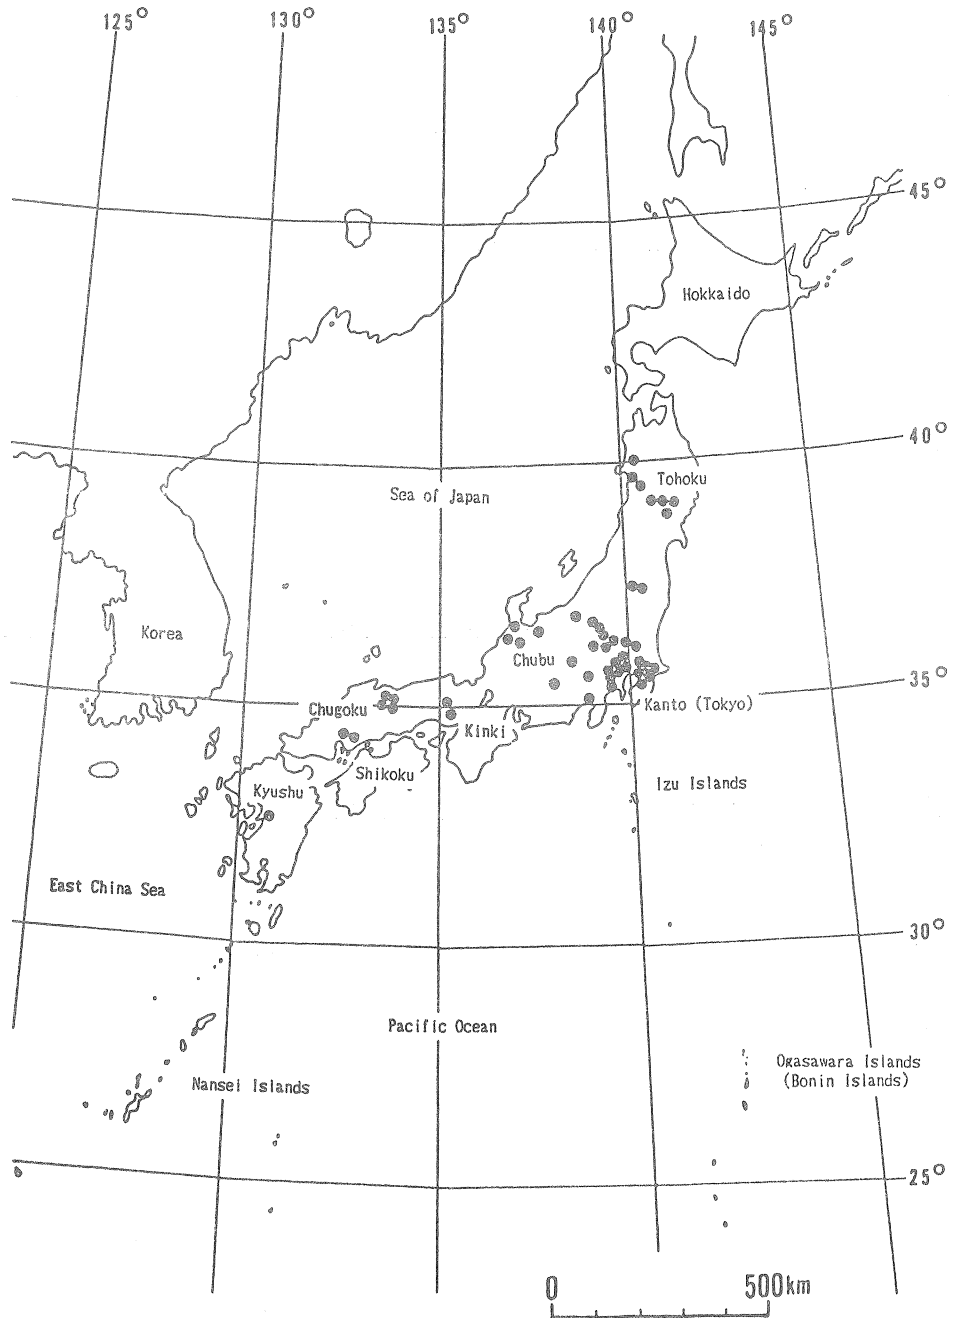 125° 130° 135° 140° 145°
45°
Hokkaido
40°
Tohoku
Sea of Japan
Korea
Chubu
35°
Chugoku
Kanto (Tokyo)
Kinki
Shikoku
Izu Islands
Kyushu
East China Sea
30°
Pacific Ocean
Ogasawara Islands
(Bonin Islands)
Nansei Islands
25°
0 500km